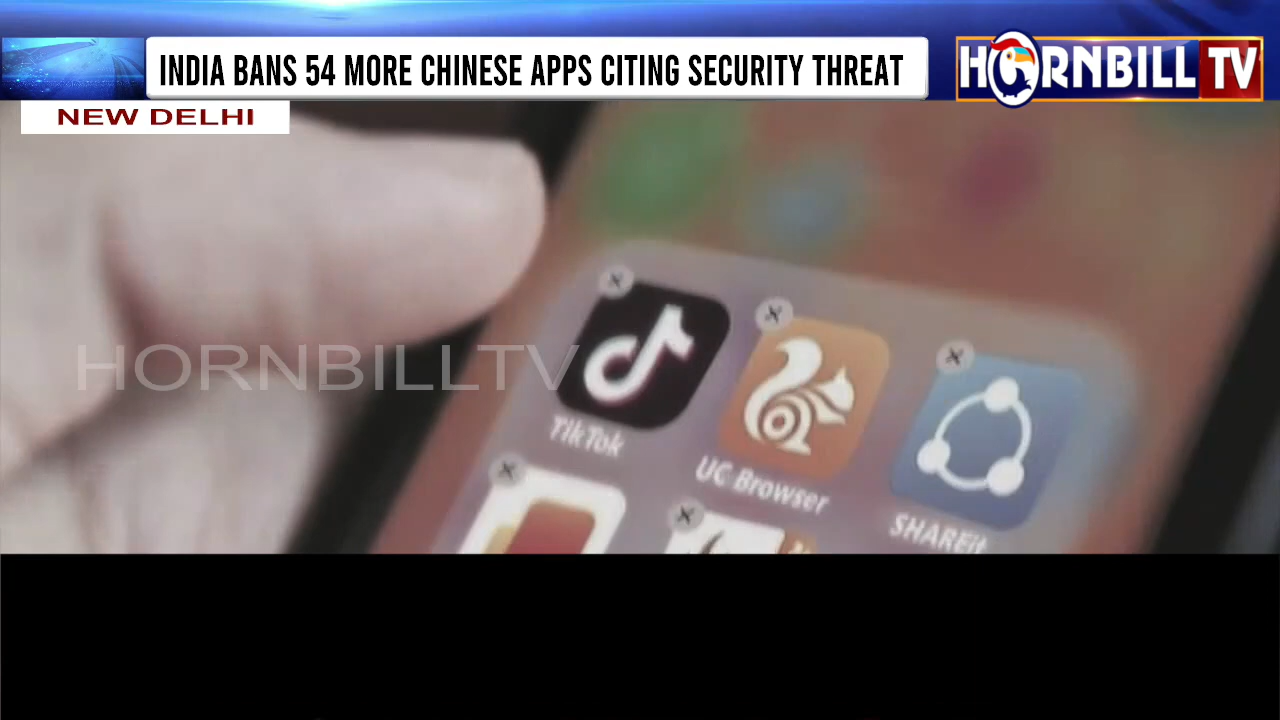 INDIA BANS 54 MORE CHINESE APPS CITING SECURITY THREAT
HORNBILL TV
NEW DELHI
HORNBILLTV
TikTok
UC Browser
SHAREit